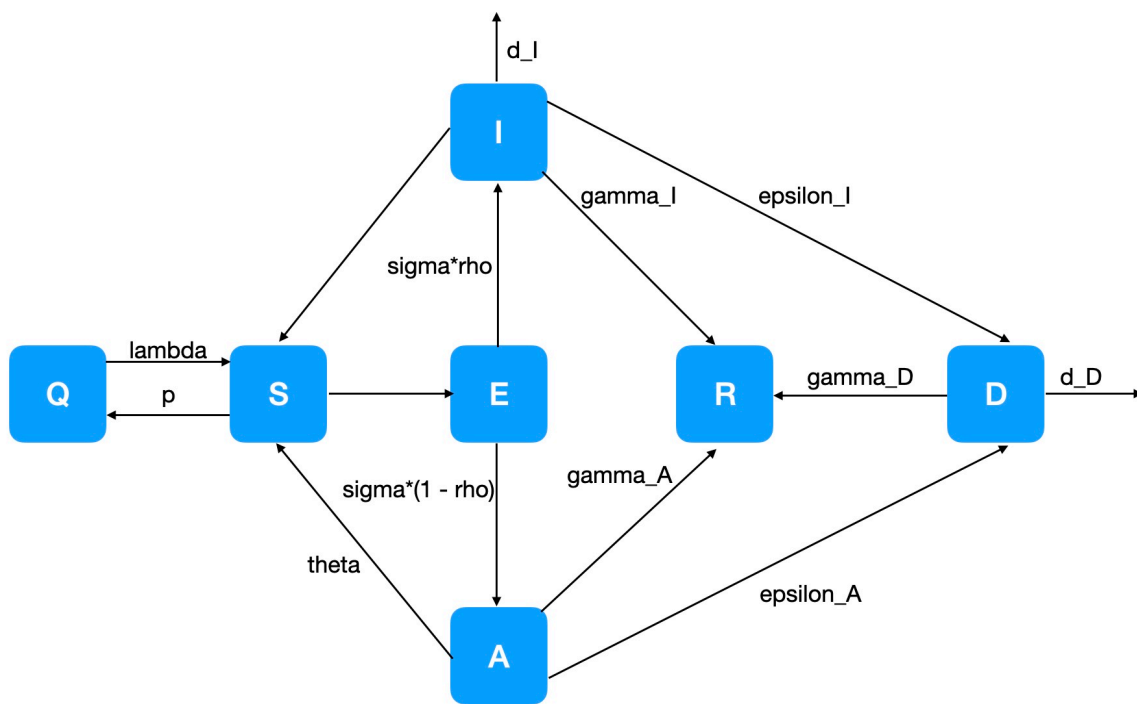 d_I
I
gamma_I
epsilon_I
sigma*rho
lambda
Q
p
S
E
R
gamma_D
D
d_D
sigma*(1 - rho)
gamma_A
theta
epsilon_A
A